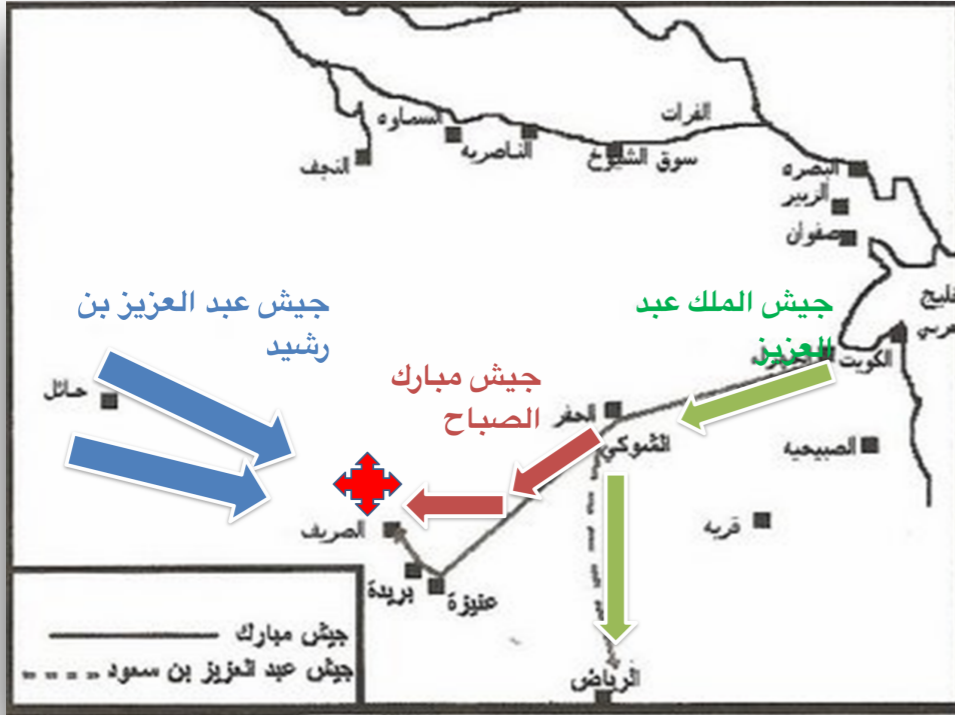 الفرات
السماوه
الناصريه
النجف
سوق الشيوخ
البصره
الزبير
صفوان
خليج
عربي
جيش عبد العزيز بن
رشيد
جيش الملك عبد
العزيز
الكويت
جيش مبارك
الصباح
حائل
الحفر
الشوكي
الصبيحيه
قريه
الصريف
بريدة
عنيزة
الرياض
جيش مبارك
جيش عبد العزيز بن سعود